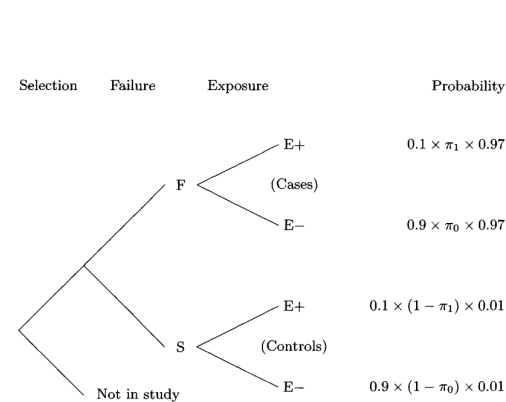 Selection Failure Exposure Probability
E+ 0.1 × π₁ × 0.97
F (Cases)
E− 0.9 × π₀ × 0.97
E+ 0.1 × (1 − π₁) × 0.01
S (Controls)
E− 0.9 × (1 − π₀) × 0.01
Not in study